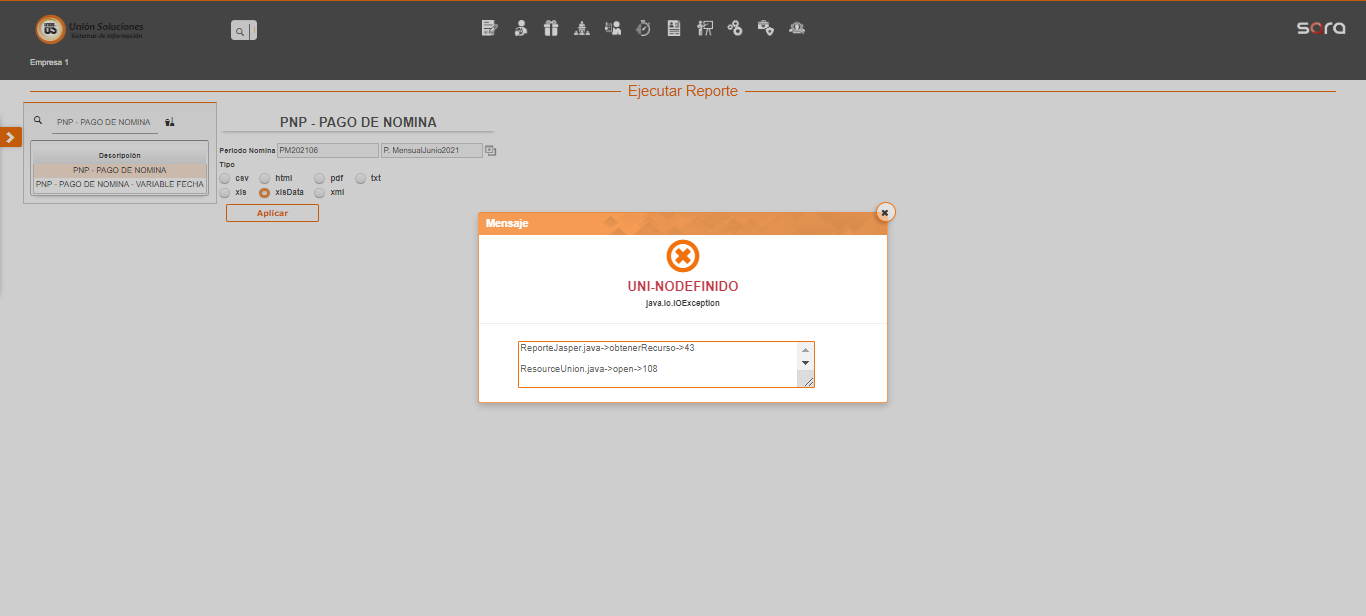 Unión Soluciones
Sistemas de Información
sora
Empresa 1
Ejecutar Reporte
PNP - PAGO DE NOMINA
Descripción
PNP - PAGO DE NOMINA
PNP - PAGO DE NOMINA - VARIABLE FECHA
PNP - PAGO DE NOMINA
Periodo Nomina PM202106 P. MensualJunio2021
Tipo
csv html pdf txt
xls xlsData xml
Aplicar
Mensaje
UNI-NODEFINIDO
java.io.IOException
ReporteJasper.java->obtenerRecurso->43
ResourceUnion.java->open->108